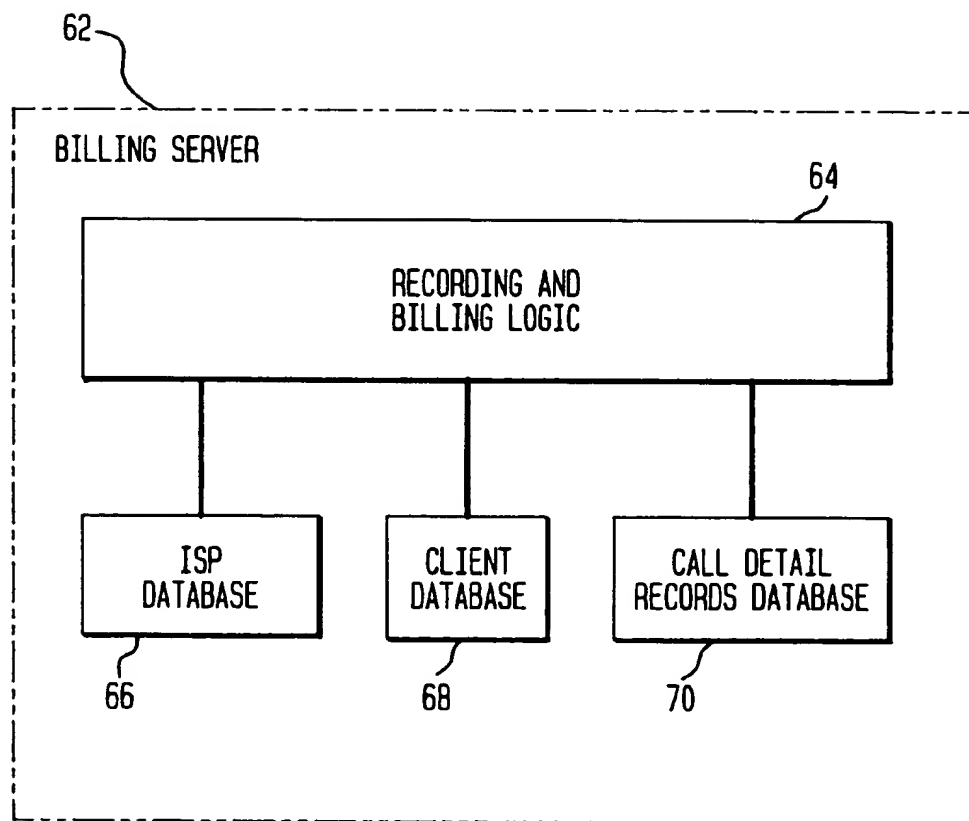 62
BILLING SERVER
64
RECORDING AND
BILLING LOGIC
ISP
DATABASE
CLIENT
DATABASE
CALL DETAIL
RECORDS DATABASE
66
68
70